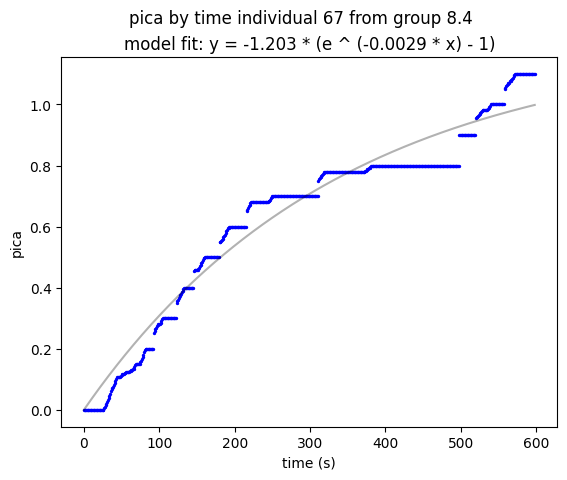 pica by time individual 67 from group 8.4
model fit: y = -1.203 * (e ^ (-0.0029 * x) - 1)
1.0
0.8
0.6
0.4
0.2
0.0
pica
0 100 200 300 400 500 600
time (s)